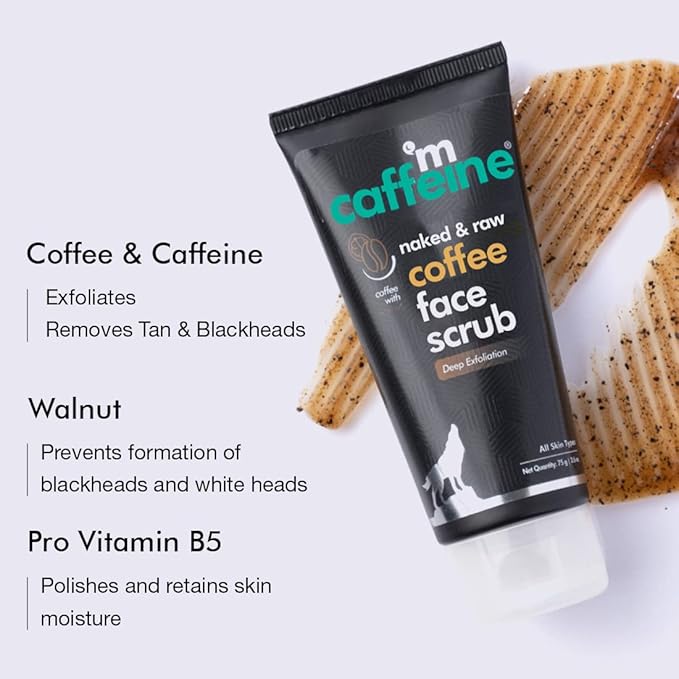 Coffee & Caffeine
Exfoliates
Removes Tan & Blackheads
Walnut
Prevents formation of
blackheads and white heads
Pro Vitamin B5
Polishes and retains skin
moisture
'm
caffeine®
naked & raw
coffee
face
scrub
coffee
with
Deep Exfoliation
All Skin Types
Net Quantity: 75 g |